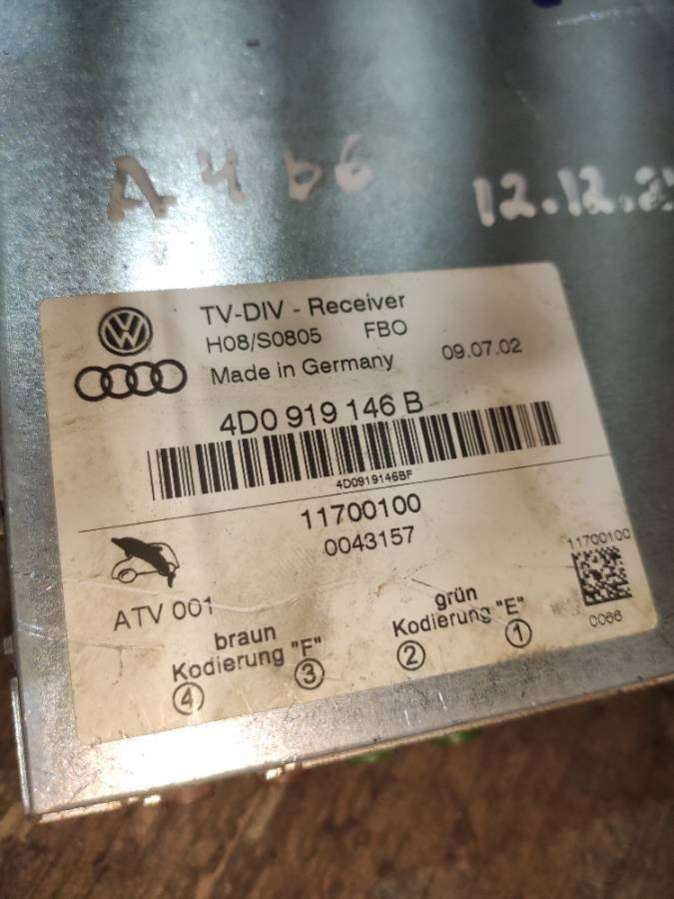 A4 b6
12.12.2
TV-DIV - Receiver
H08/S0805 FBO
Made in Germany 09.07.02
4D0 919 146 B
4D0919146BF
11700100
0043157
11700100
ATV 001
0066
braun
Kodierung "F"
4 3
grün
Kodierung "E"
2 1